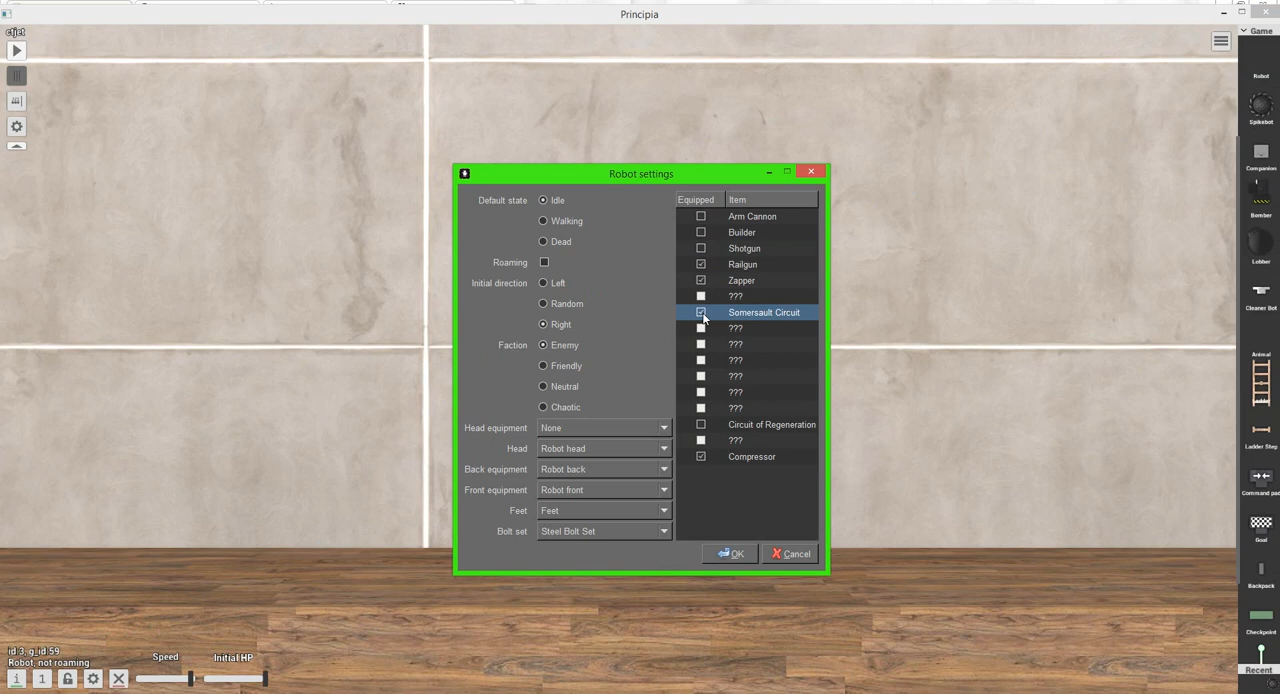 Principia
ctjet
Game
Robot
Spikebot
Companion
Bomber
Lobber
Cleaner Bot
Animal
Ladder
Ladder Step
Command pad
Goal
Backpack
Checkpoint
Recent
Robot settings
Default state
Idle
Walking
Dead
Roaming
Initial direction
Left
Random
Right
Faction
Enemy
Friendly
Neutral
Chaotic
Head equipment None
Head Robot head
Back equipment Robot back
Front equipment Robot front
Feet Feet
Bolt set Steel Bolt Set
Equipped Item
Arm Cannon
Builder
Shotgun
Railgun
Zapper
???
Somersault Circuit
???
???
???
???
???
???
Circuit of Regeneration
???
Compressor
OK Cancel
id:3, g_id:59
Robot, not roaming
Speed Initial HP
i 1